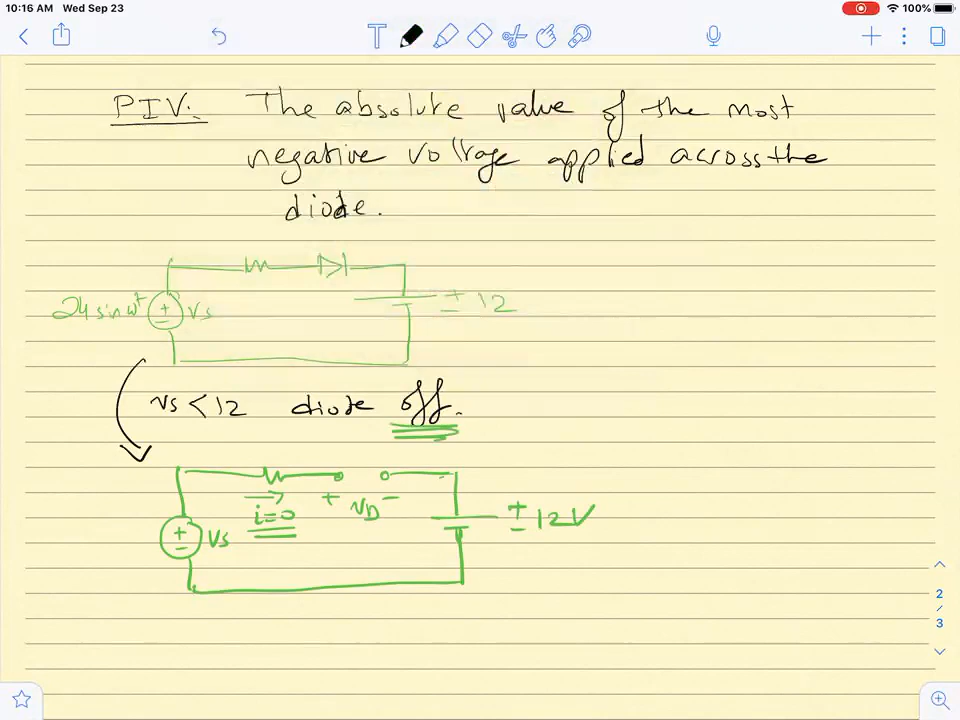 10:16 AM Wed Sep 23
100%
T
PIV: The absolute value of the most
negative voltage applied across the
diode.
24 sin ωt + - Vs + - 12
Vs < 12 diode off.
i=0 + VD -
+ - Vs + - 12V
2
/
3